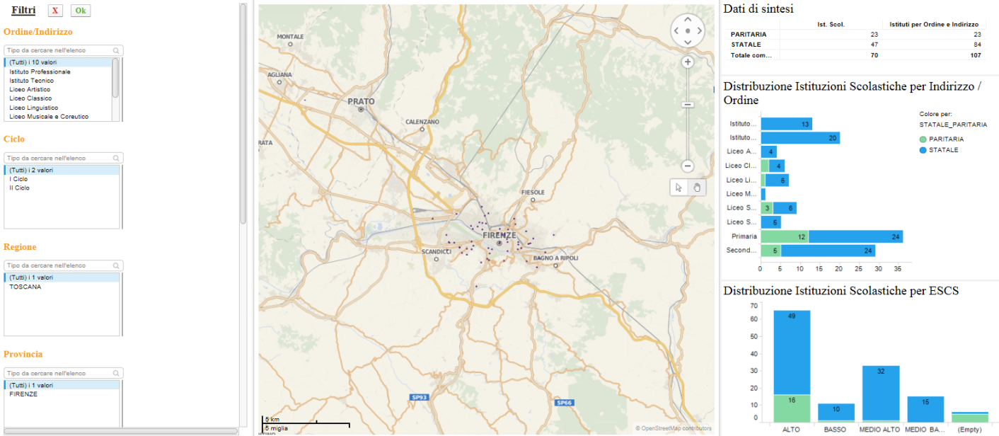 Filtri X Ok
Ordine/Indirizzo
Tipo da cercare nell'elenco
(Tutti) i 10 valori
Istituto Professionale
Istituto Tecnico
Liceo Artistico
Liceo Classico
Liceo Linguistico
Liceo Musicale e Coreutico
Ciclo
Tipo da cercare nell'elenco
(Tutti) i 2 valori
I Ciclo
II Ciclo
Regione
Tipo da cercare nell'elenco
(Tutti) i 1 valori
TOSCANA
Provincia
Tipo da cercare nell'elenco
(Tutti) i 1 valori
FIRENZE
MONTALE
AGLIANA
PRATO
CALENZANO
RATA
FIESOLE
FIRENZE
SCANDICCI
BAGNO A RIPOLI
SP93
SP66
5 km
5 miglia
TINO
© OpenStreetMap contributors
Dati di sintesi
Ist. Scol. Istituti per Ordine e Indirizzo
PARITARIA 23 23
STATALE 47 84
Totale com... 70 107
Distribuzione Istituzioni Scolastiche per Indirizzo /
Ordine
Istituto... 13
Istituto... 20
Liceo A... 4
Liceo Cl... 4
Liceo Li... 6
Liceo M...
Liceo S... 3 6
Liceo S... 5
Primaria 12 24
Second... 5 24
0 5 10 15 20 25 30 35
Colore per:
STATALE_PARITARIA
PARITARIA
STATALE
Distribuzione Istituzioni Scolastiche per ESCS
70
60
50
40
30
20
10
0
49
16
10
32
15
ALTO BASSO MEDIO ALTO MEDIO BA... (Empty)